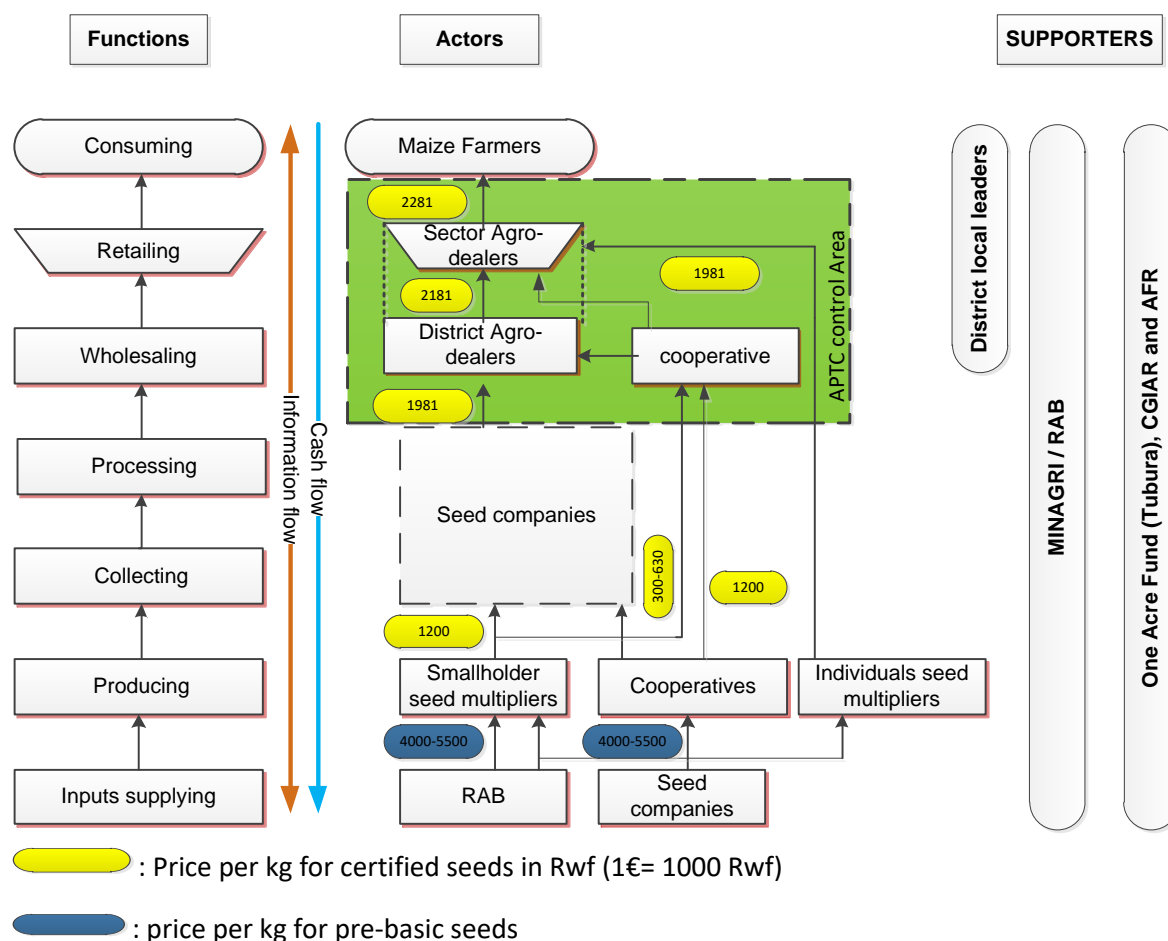 Functions
Actors
SUPPORTERS
Consuming
Retailing
Wholesaling
Processing
Collecting
Producing
Inputs supplying
Information flow
Cash flow
Maize Farmers
2281
Sector Agro-
dealers
2181
1981
District Agro-
dealers
cooperative
APTC control Area
1981
Seed companies
300-630
1200
1200
Smallholder
seed multipliers
Cooperatives
Individuals seed
multipliers
4000-5500
4000-5500
RAB
Seed
companies
District local leaders
MINAGRI / RAB
One Acre Fund (Tubura), CGIAR and AFR
: Price per kg for certified seeds in Rwf (1€= 1000 Rwf)
: price per kg for pre-basic seeds